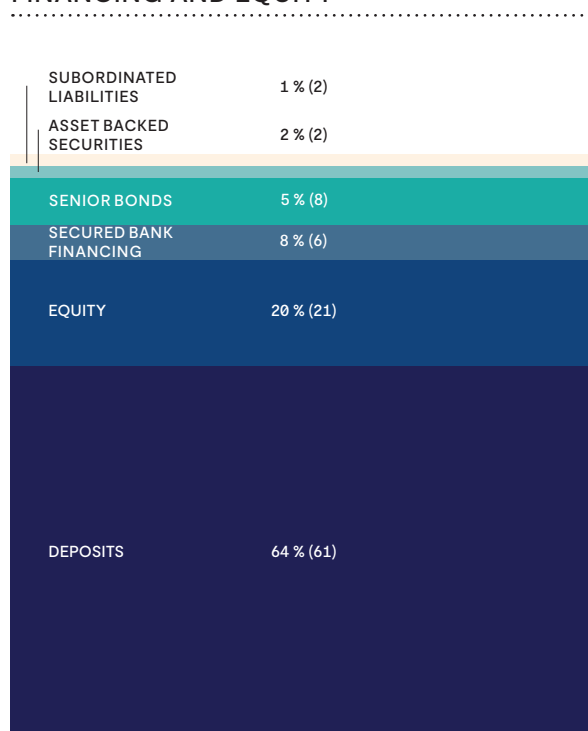 FINANCING AND EQUITY
SUBORDINATED
LIABILITIES
1 % (2)
ASSET BACKED
SECURITIES
2 % (2)
SENIOR BONDS 5 % (8)
SECURED BANK
FINANCING
8 % (6)
EQUITY 20 % (21)
DEPOSITS 64 % (61)